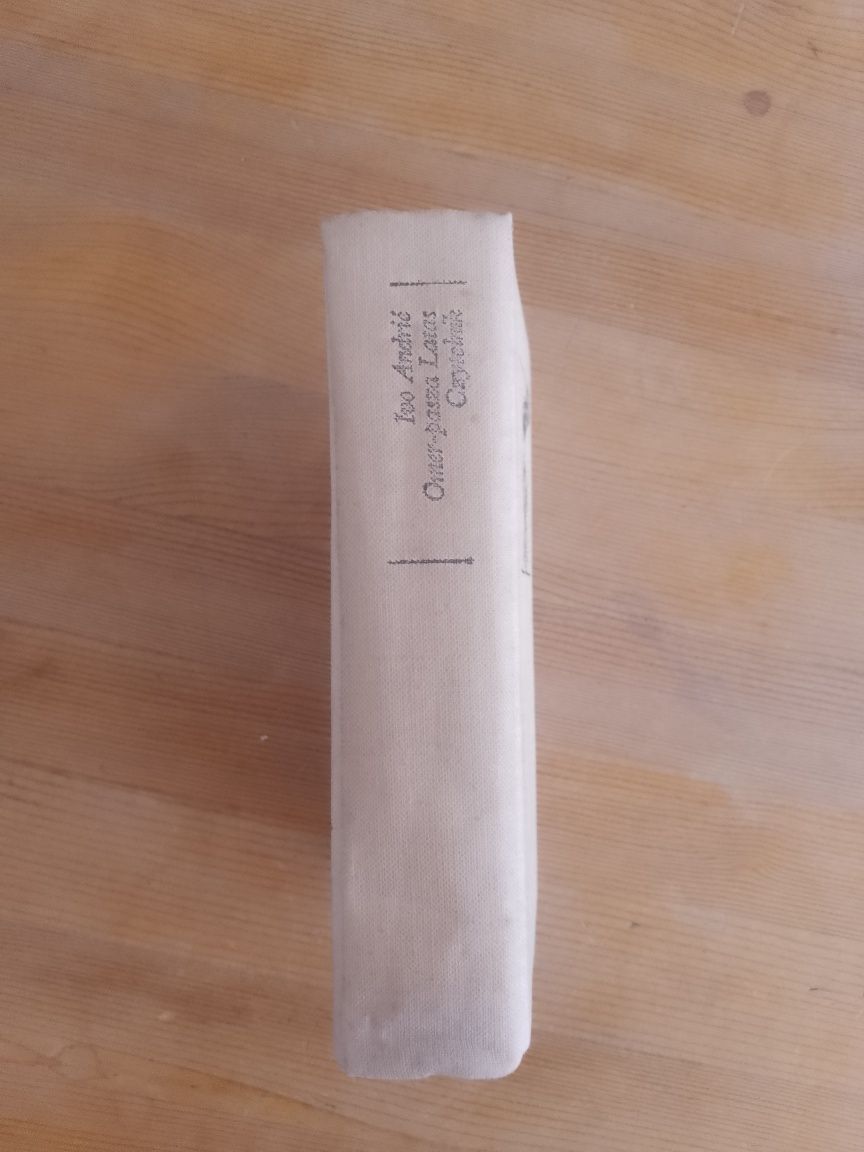 Ivo Andrić
Omer-pasza Latas
Czytelnik